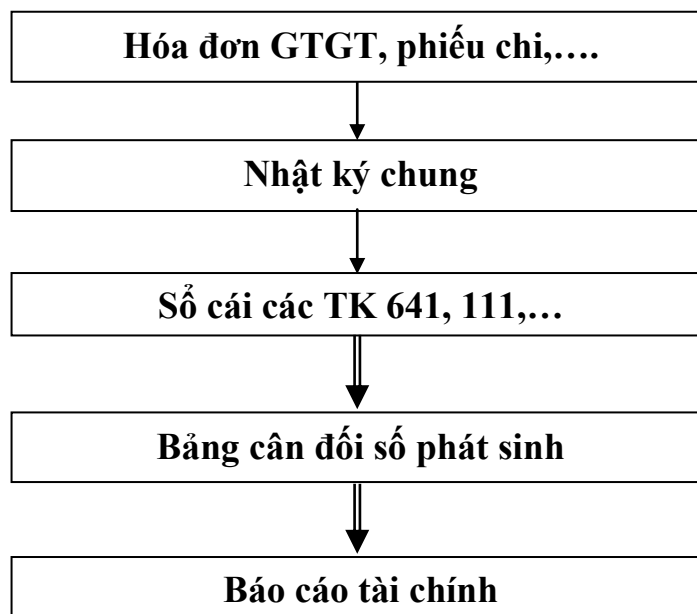 Hóa đơn GTGT, phiếu chi,….
Nhật ký chung
Sổ cái các TK 641, 111,…
Bảng cân đối số phát sinh
Báo cáo tài chính